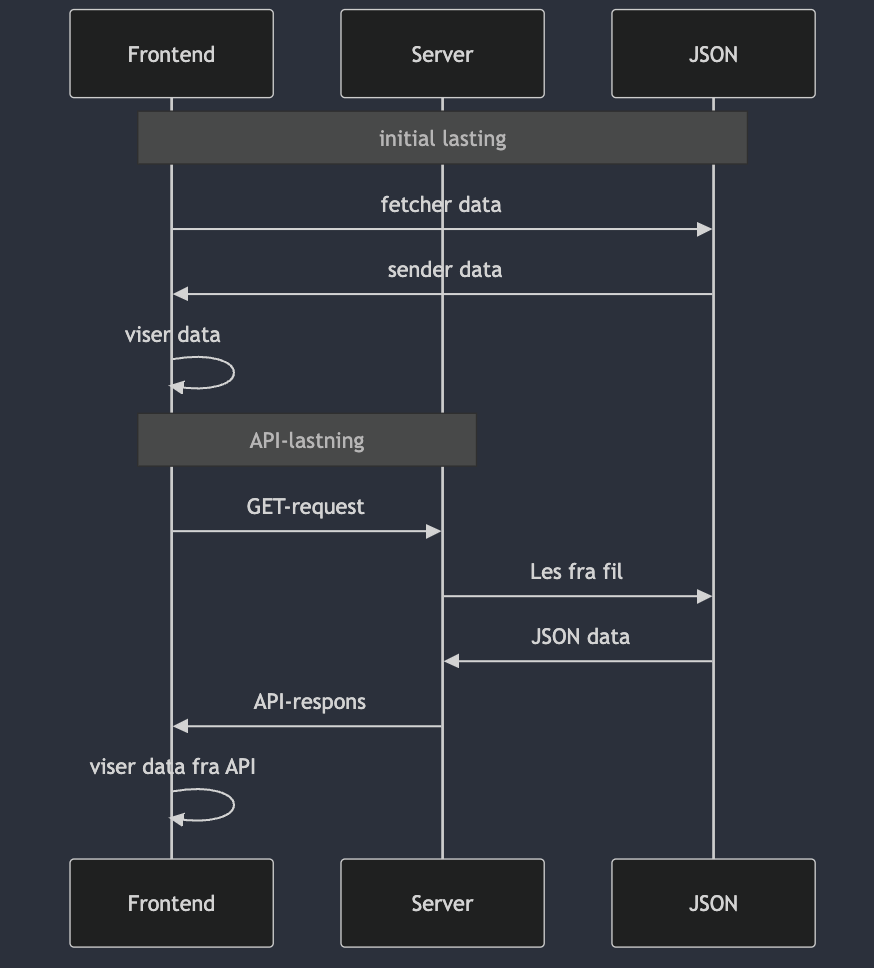 Frontend
Server
JSON
initial lasting
fetcher data
sender data
viser data
API-lastning
GET-request
Les fra fil
JSON data
API-respons
viser data fra API
Frontend
Server
JSON